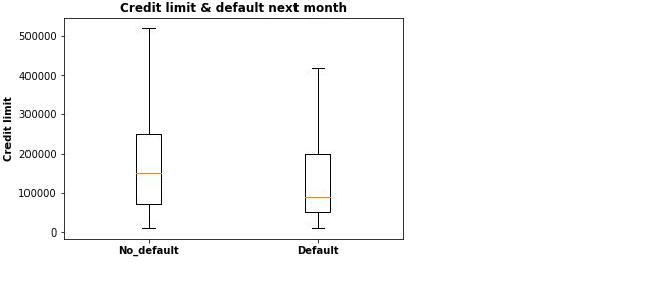 Credit limit & default next month
Credit limit
500000
400000
300000
200000
100000
0
No_default
Default